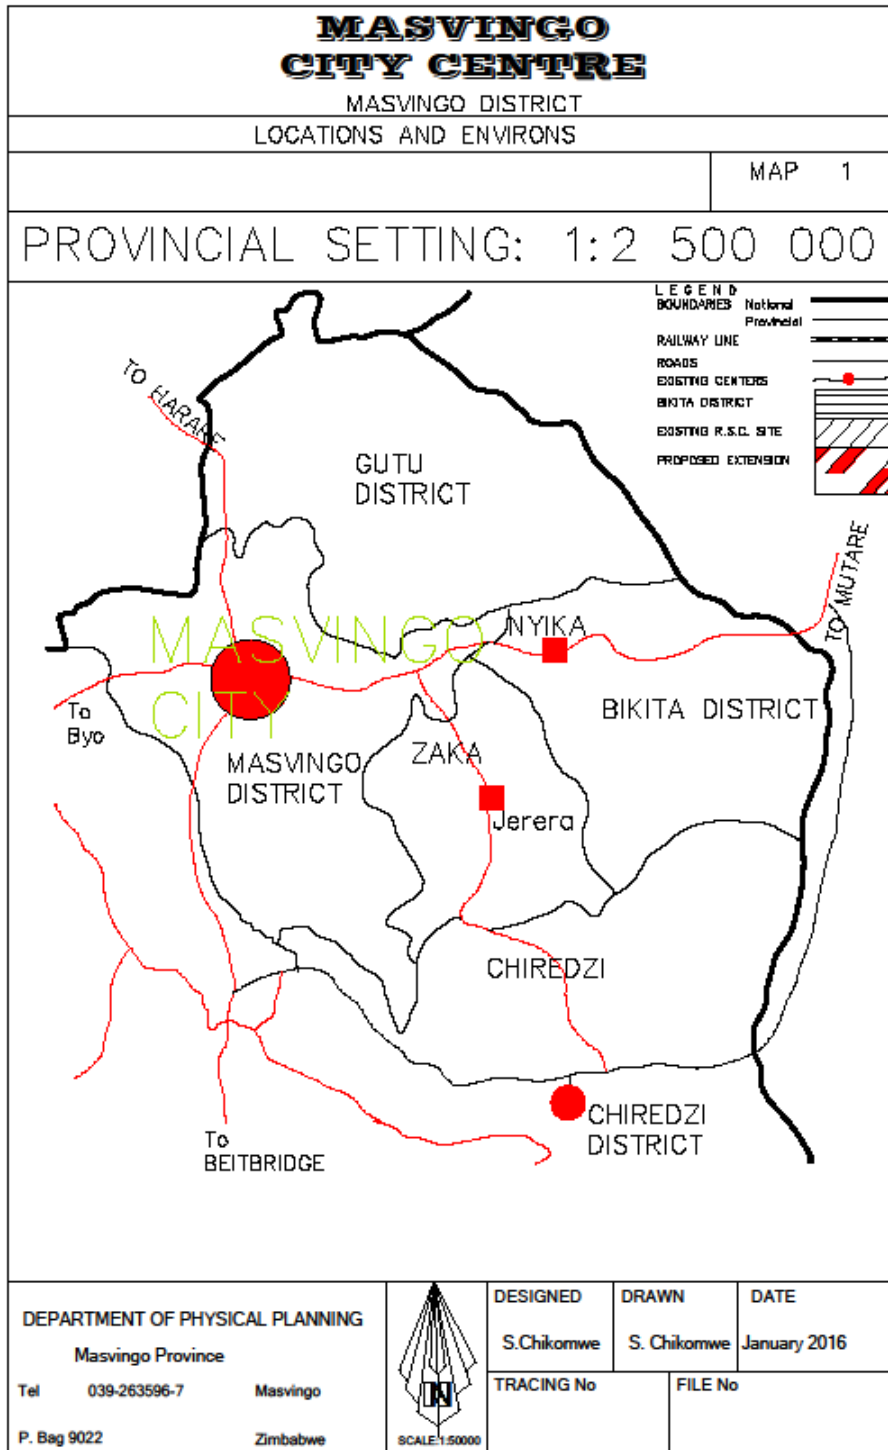 MASVINGO
CITY CENTRE
MASVINGO DISTRICT
LOCATIONS AND ENVIRONS
MAP 1
PROVINCIAL SETTING: 1:2 500 000
LEGEND
BOUNDARIES National
Provincial
RAILWAY LINE
ROADS
EXISTING CENTERS
BIKITA DISTRICT
EXISTING R.S.C. SITE
PROPOSED EXTENSION
TO HARARE
GUTU
DISTRICT
TO MUTARE
MASVINGO
CITY
NYIKA
To
Byo
BIKITA DISTRICT
ZAKA
MASVINGO
DISTRICT
Jerera
CHIREDZI
CHIREDZI
DISTRICT
To
BEITBRIDGE
DEPARTMENT OF PHYSICAL PLANNING
Masvingo Province
Tel 039-263596-7 Masvingo
P. Bag 9022 Zimbabwe
N
SCALE:1:50000
DESIGNED DRAWN DATE
S.Chikomwe S. Chikomwe January 2016
TRACING No FILE No